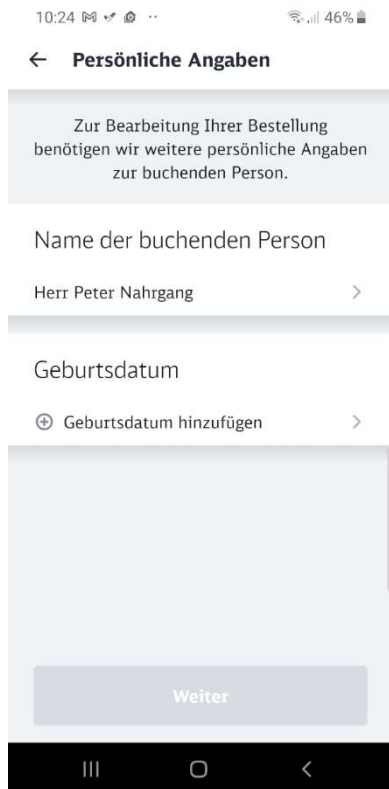 10:24
46%
Persönliche Angaben
Zur Bearbeitung Ihrer Bestellung
benötigen wir weitere persönliche Angaben
zur buchenden Person.
Name der buchenden Person
Herr Peter Nahrgang
Geburtsdatum
Geburtsdatum hinzufügen
Weiter